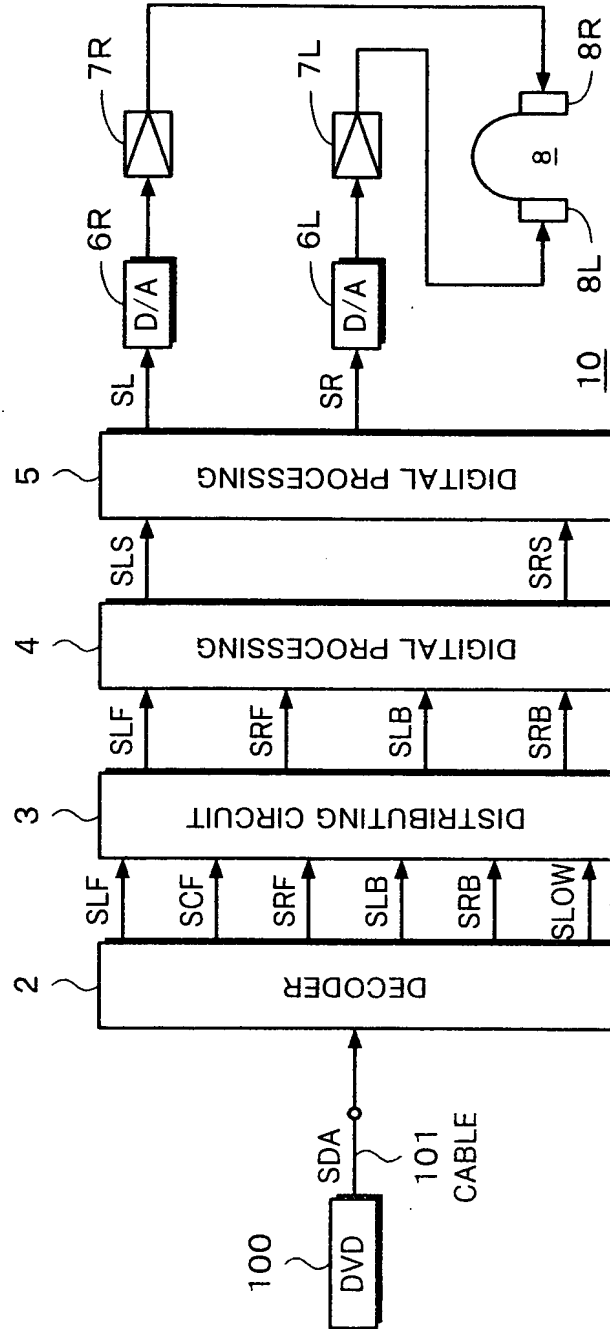 100
DVD
SDA
101
CABLE
2
DECODER
SLF
SCF
SRF
SLB
SRB
SLOW
3
DISTRIBUTING CIRCUIT
SLF
SRF
SLB
SRB
4
DIGITAL PROCESSING
SLS
SRS
5
DIGITAL PROCESSING
SL
SR
6R
D/A
6L
D/A
7R
7L
8L
8
8R
10